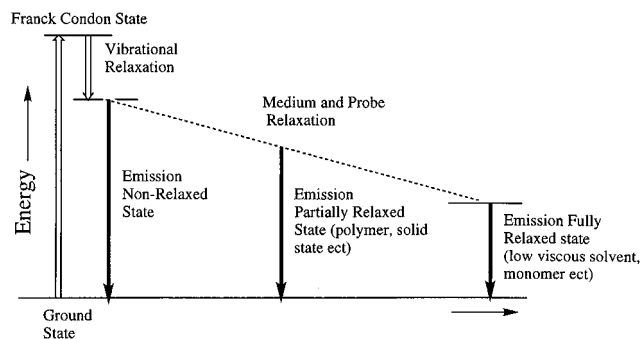 Franck Condon State
Vibrational
Relaxation
Medium and Probe
Relaxation
Energy
Emission
Non-Relaxed
State
Emission
Partially Relaxed
State (polymer, solid
state ect)
Emission Fully
Relaxed state
(low viscous solvent,
monomer ect)
Ground
State